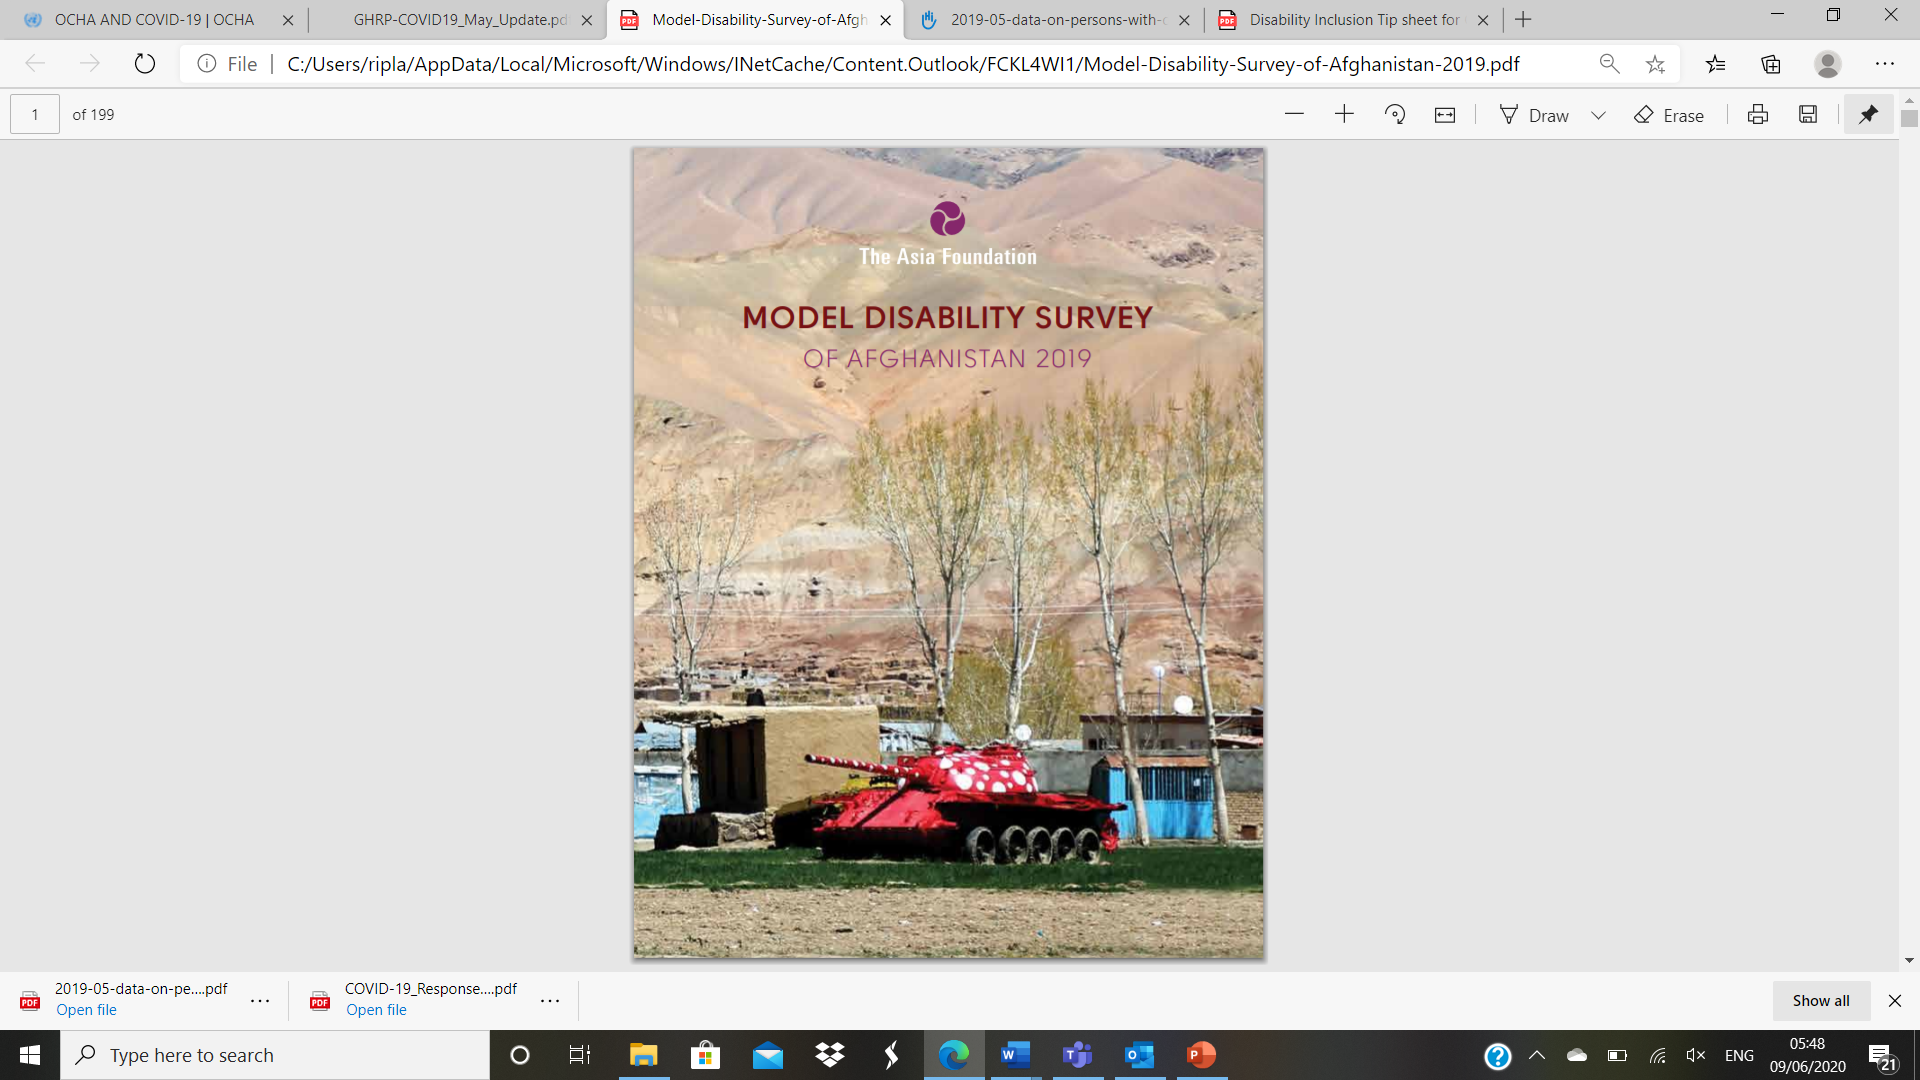 OCHA AND COVID-19 | OCHA
GHRP-COVID19_May_Update.pd
Model-Disability-Survey-of-Afgh
2019-05-data-on-persons-with-
Disability Inclusion Tip sheet for
File
C:/Users/ripla/AppData/Local/Microsoft/Windows/INetCache/Content.Outlook/FCKL4WI1/Model-Disability-Survey-of-Afghanistan-2019.pdf
1 of 199
Draw
Erase
The Asia Foundation
MODEL DISABILITY SURVEY
OF AFGHANISTAN 2019
2019-05-data-on-pe....pdf
Open file
COVID-19_Response....pdf
Open file
Show all
Type here to search
ENG
05:48
09/06/2020
21